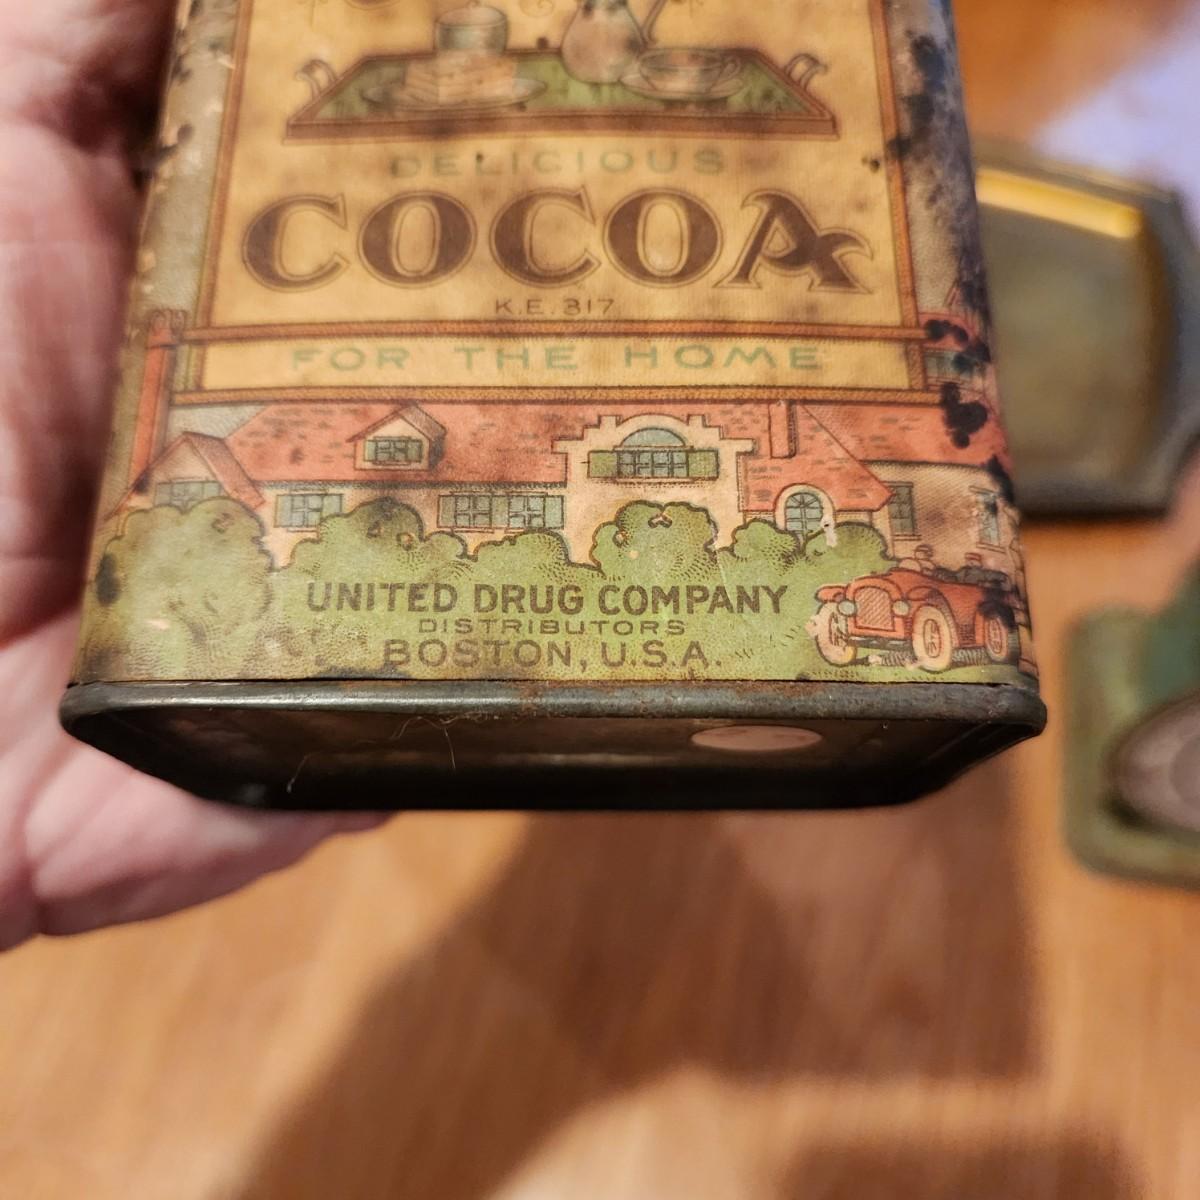 DELICIOUS
COCOA
K.E.317
FOR THE HOME
UNITED DRUG COMPANY
DISTRIBUTORS
BOSTON, U.S.A.